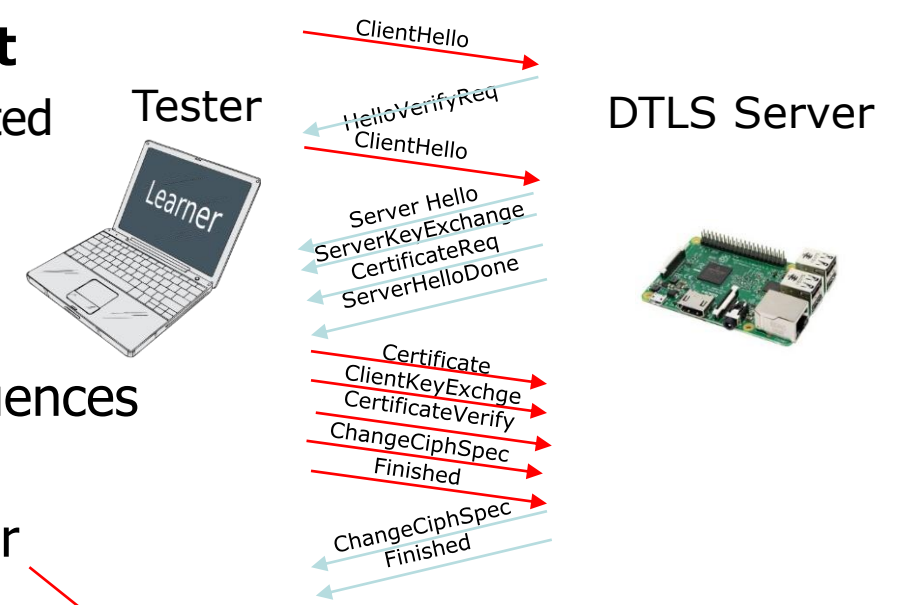 t
ted
Tester
DTLS Server
Learner
uences
r
ClientHello
HelloVerifyReq
ClientHello
Server Hello
ServerKeyExchange
CertificateReq
ServerHelloDone
Certificate
ClientKeyExchge
CertificateVerify
ChangeCiphSpec
Finished
ChangeCiphSpec
Finished